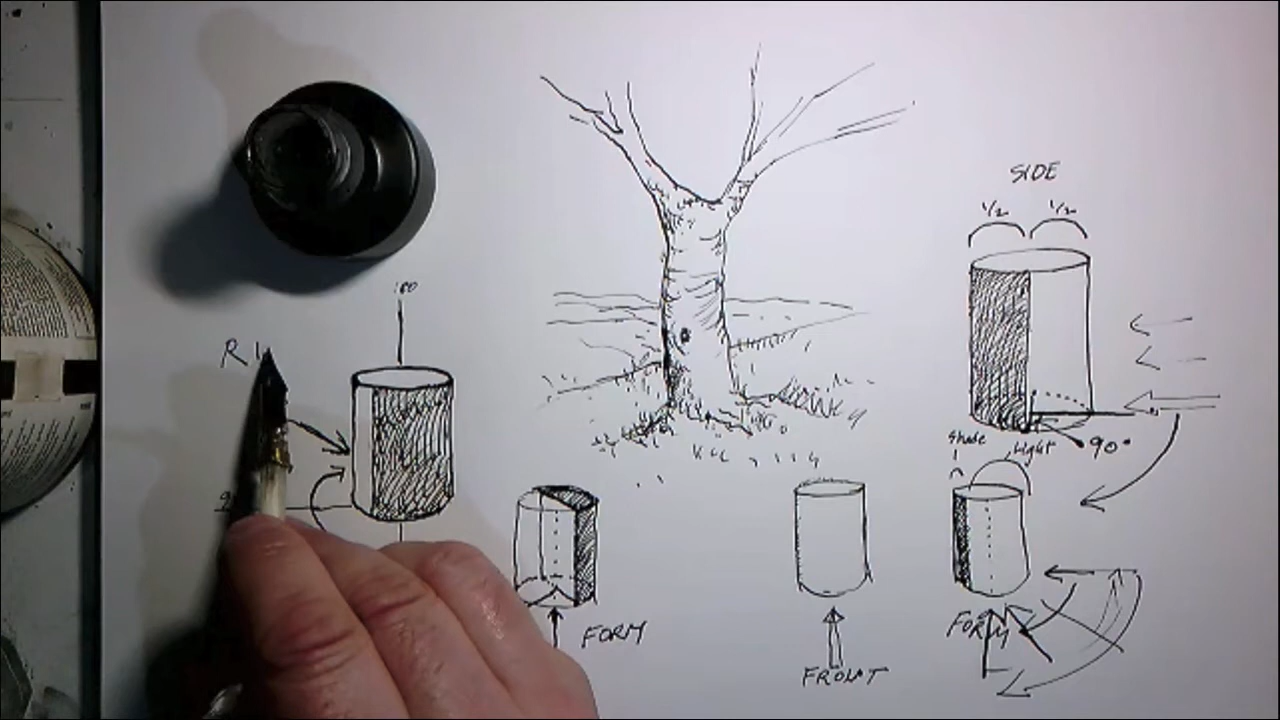 SIDE
1/2 1/2
180
R I
90°
shade
Light
FORM
FRONT
FORM